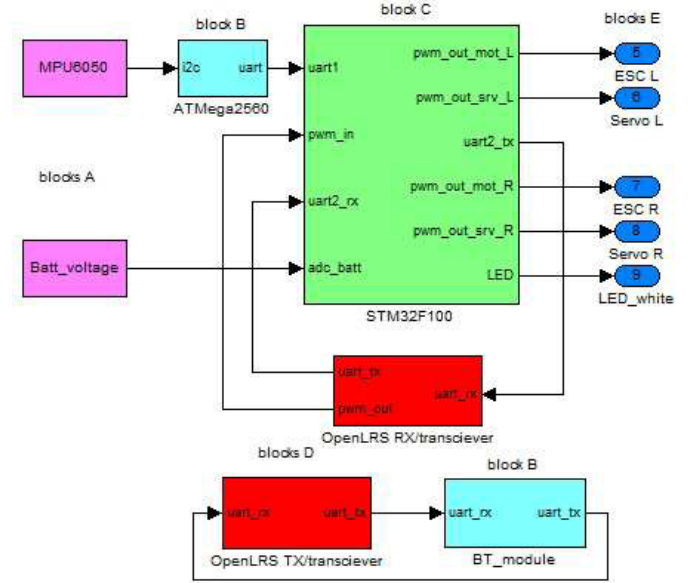 block C
block B
blocks E
MPU6050
i2c
uart
ATMega2560
uart1
pwm_in
uart2_rx
adc_batt
pwm_out_mot_L
pwm_out_srv_L
uart2_tx
pwm_out_mot_R
pwm_out_srv_R
LED
STM32F100
5
ESC L
6
Servo L
7
ESC R
8
Servo R
9
LED_white
blocks A
Batt_voltage
uart_tx
pwm_out
uart_rx
OpenLRS RX/transciever
blocks D
block B
uart_rx
uart_tx
OpenLRS TX/transciever
uart_rx
uart_tx
BT_module